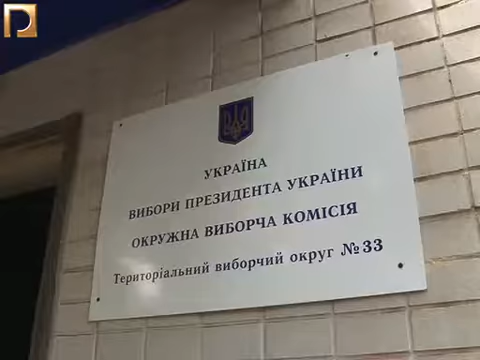 УКРАЇНА
ВИБОРИ ПРЕЗИДЕНТА УКРАЇНИ
ОКРУЖНА ВИБОРЧА КОМІСІЯ
Територіальний виборчий округ №33